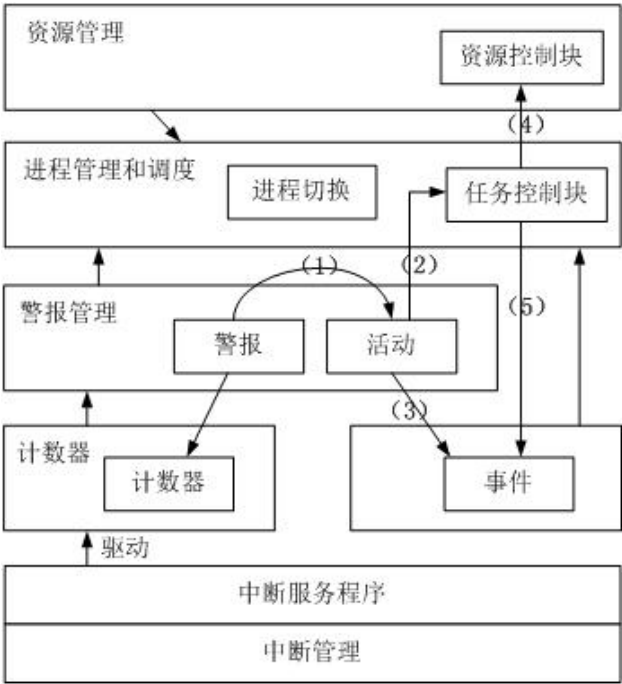 资源管理
资源控制块
（4）
进程管理和调度
进程切换
任务控制块
（1）
（2）
警报管理
（5）
警报
活动
（3）
计数器
计数器
事件
驱动
中断服务程序
中断管理